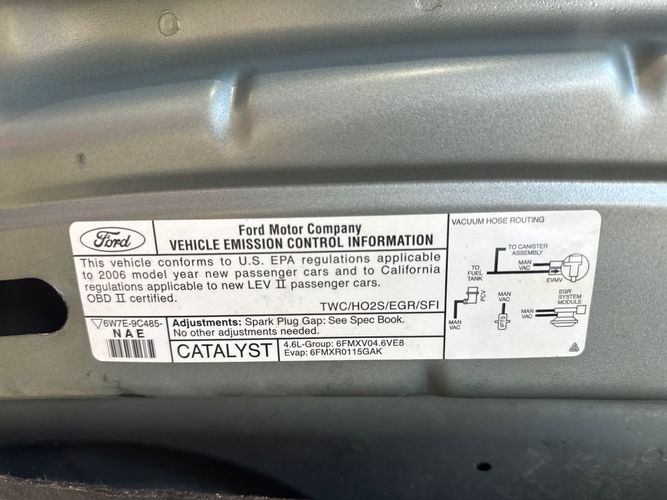 Ford
Ford Motor Company
VEHICLE EMISSION CONTROL INFORMATION
This vehicle conforms to U.S. EPA regulations applicable
to 2006 model year new passenger cars and to California
regulations applicable to new LEV II passenger cars.
OBD II certified.
TWC/HO2S/EGR/SFI
6W7E-9C485-
NAE
Adjustments: Spark Plug Gap: See Spec Book.
No other adjustments needed.
CATALYST
4.6L-Group: 6FMXV04.6VE8
Evap: 6FMXR0115GAK
VACUUM HOSE ROUTING
TO CANISTER
ASSEMBLY
TO
FUEL
TANK
EVMV
MAN
VAC
PCV
MAN
VAC
EGR
SYSTEM
MODULE
MAN
VAC